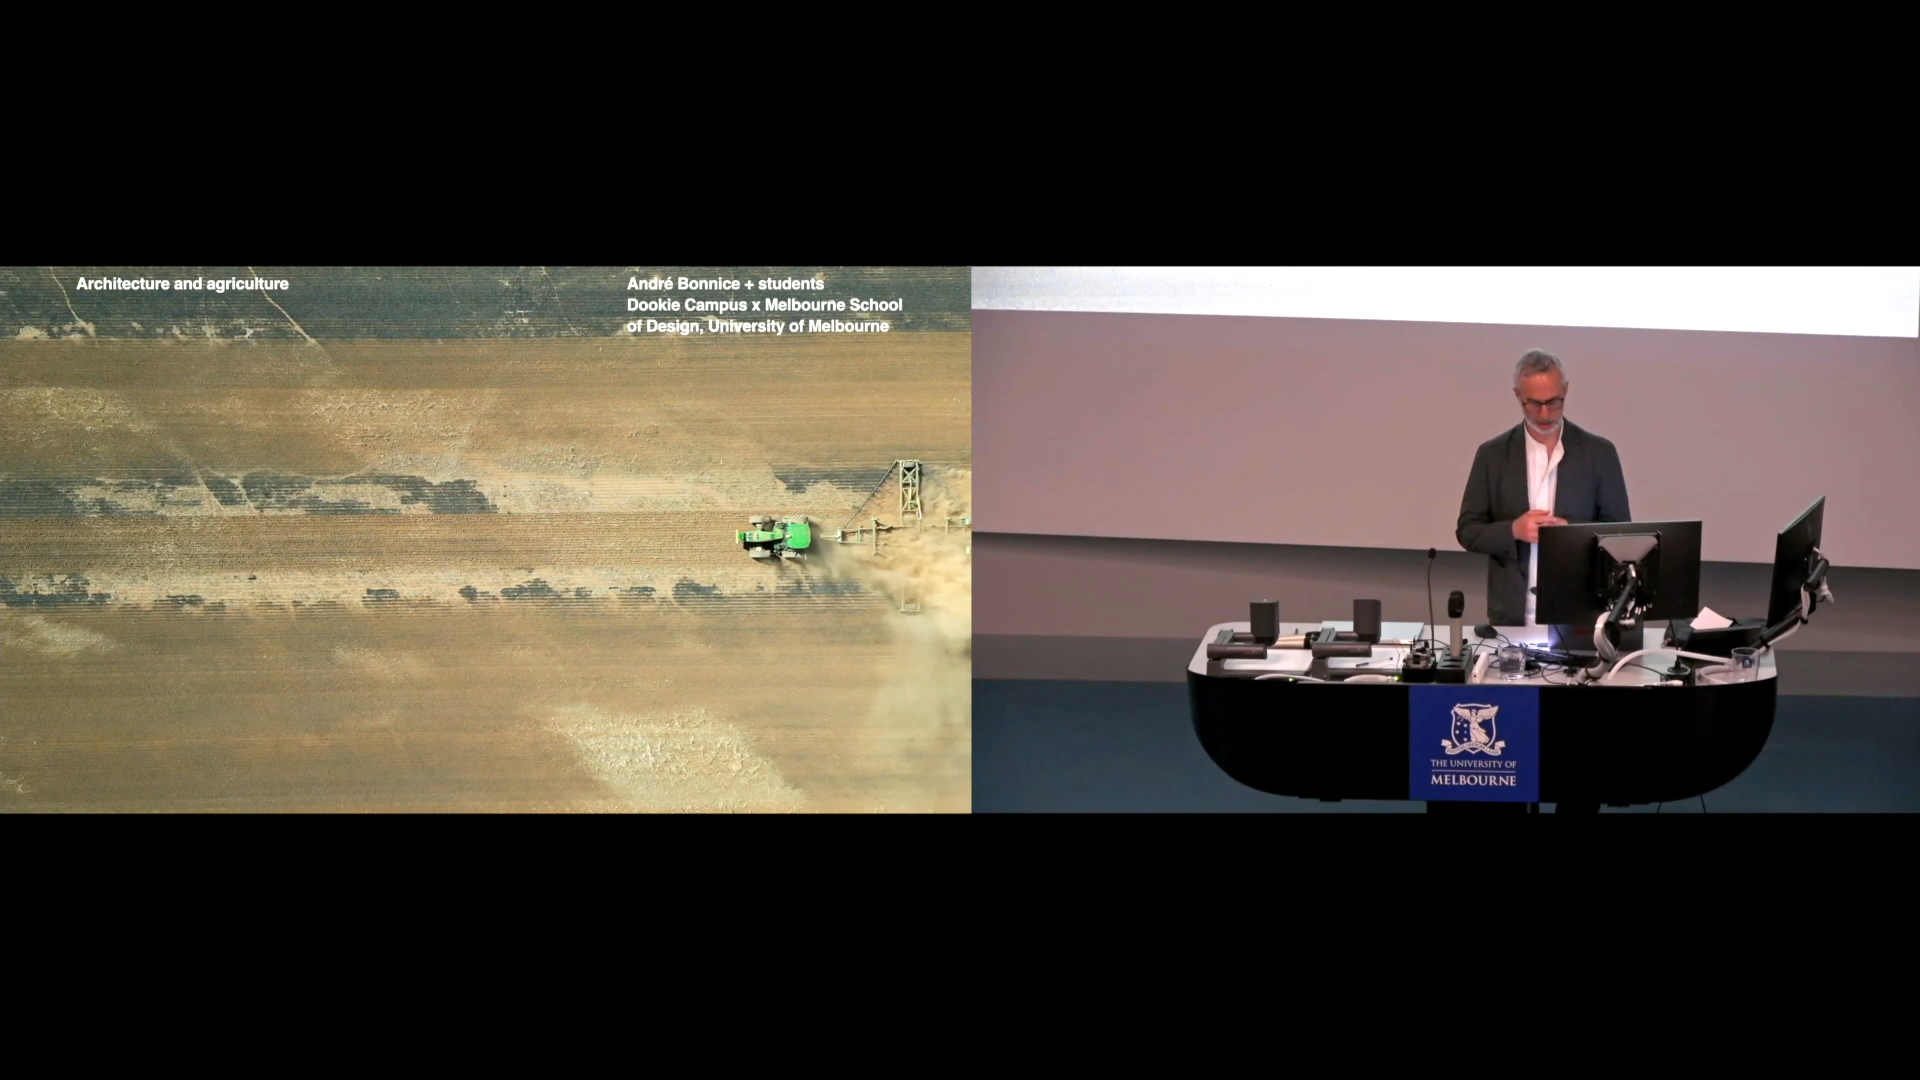 Architecture and agriculture
André Bonnice + students
Dookie Campus x Melbourne School
of Design, University of Melbourne
THE UNIVERSITY OF
MELBOURNE